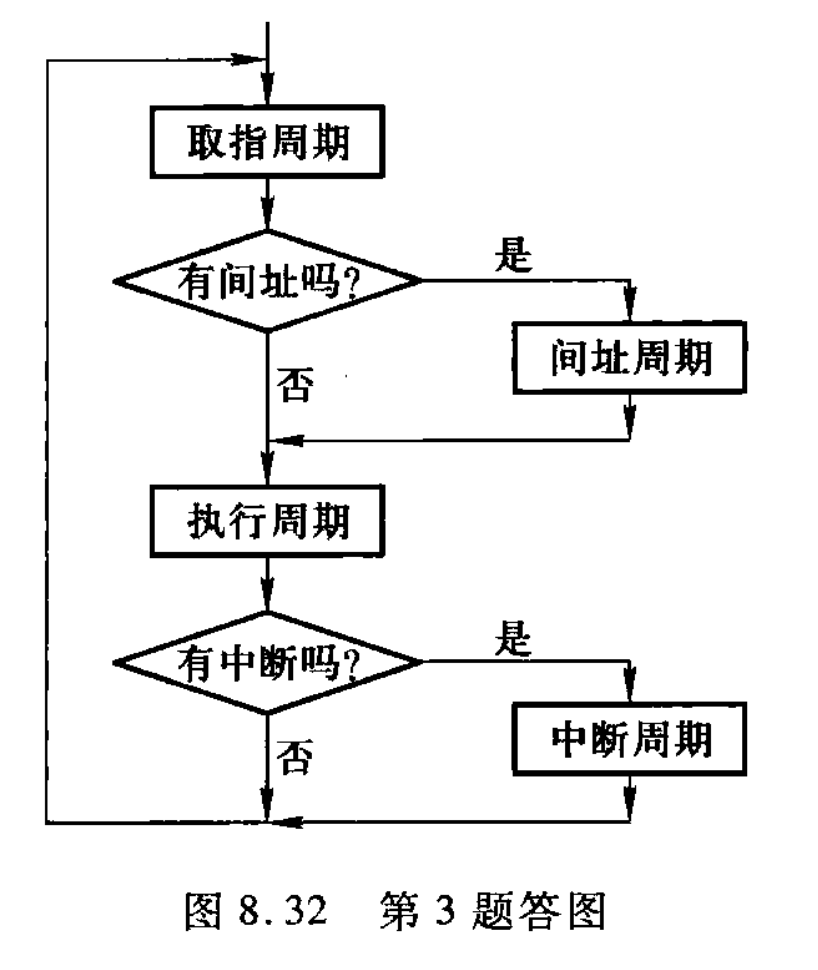 取指周期
有间址吗?
是
间址周期
否
执行周期
有中断吗?
是
中断周期
否
图 8.32 第 3 题答图